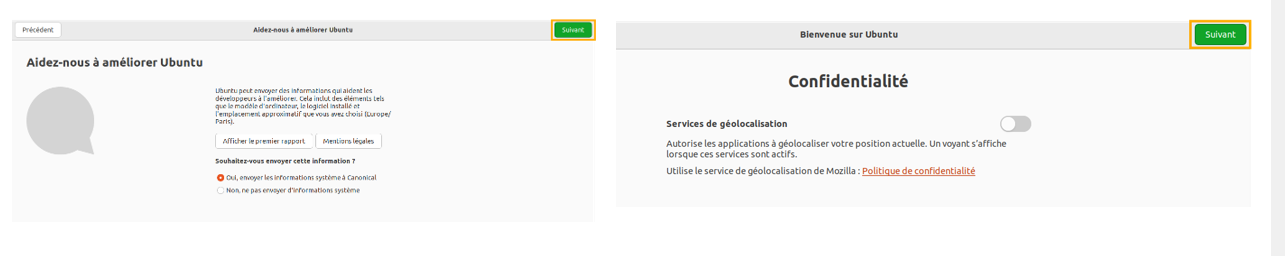 Précédent
Aidez-nous à améliorer Ubuntu
Suivant
Aidez-nous à améliorer Ubuntu
Ubuntu peut envoyer des informations qui aident les
développeurs à l'améliorer. Cela inclut des éléments tels
que le modèle d'ordinateur, le logiciel installé et
l'emplacement approximatif que vous avez choisi (Europe/
Paris).
Afficher le premier rapport
Mentions légales
Souhaitez-vous envoyer cette information ?
Oui, envoyer les informations système à Canonical
Non, ne pas envoyer d'informations système
Bienvenue sur Ubuntu
Suivant
Confidentialité
Services de géolocalisation
Autorise les applications à géolocaliser votre position actuelle. Un voyant s'affiche
lorsque ces services sont actifs.
Utilise le service de géolocalisation de Mozilla : Politique de confidentialité